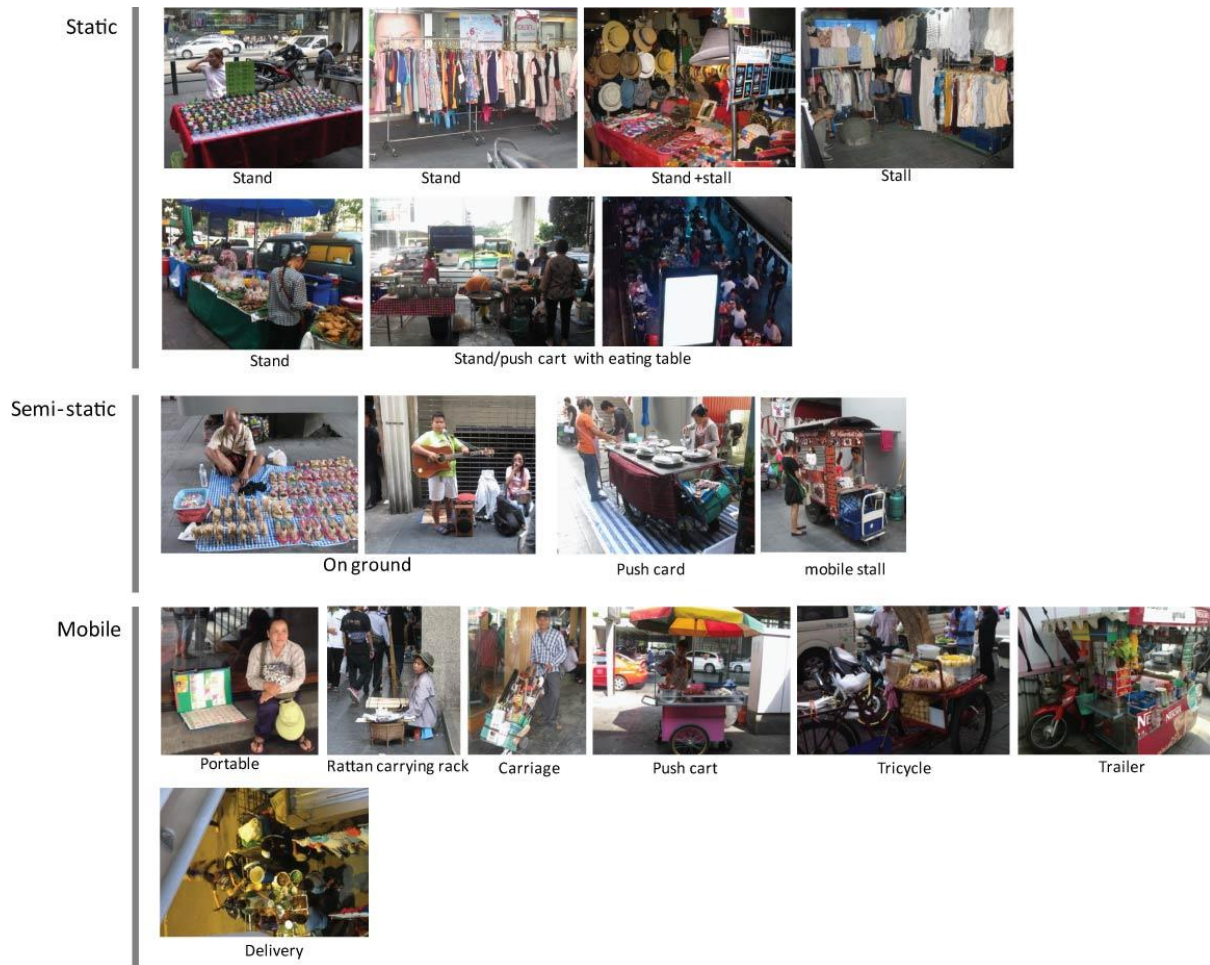 Static
Stand
Stand
Stand +stall
Stall
Stand
Stand/push cart with eating table
Semi-static
On ground
Push card
mobile stall
Mobile
Portable
Rattan carrying rack
Carriage
Push cart
Tricycle
Trailer
Delivery